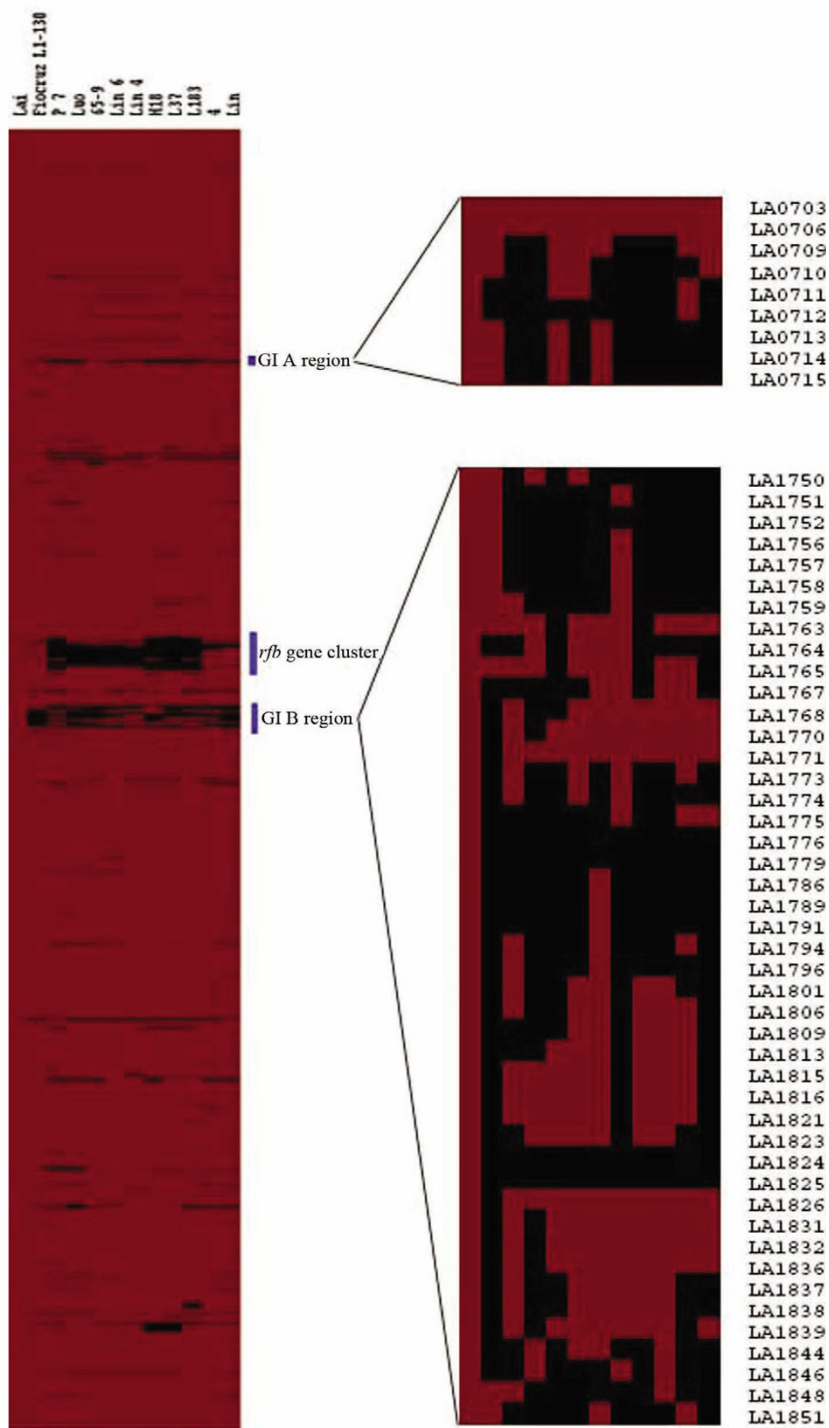 Lai
Fiocruz L1-130
P 7
Luo
65-9
Lin 6
Lin 4
H18
L37
L183
4
Lin
GI A region
rfb gene cluster
GI B region
LA0703
LA0706
LA0709
LA0710
LA0711
LA0712
LA0713
LA0714
LA0715
LA1750
LA1751
LA1752
LA1756
LA1757
LA1758
LA1759
LA1763
LA1764
LA1765
LA1767
LA1768
LA1770
LA1771
LA1773
LA1774
LA1775
LA1776
LA1779
LA1786
LA1789
LA1791
LA1794
LA1796
LA1801
LA1806
LA1809
LA1813
LA1815
LA1816
LA1821
LA1823
LA1824
LA1825
LA1826
LA1831
LA1832
LA1836
LA1837
LA1838
LA1839
LA1844
LA1846
LA1848
LA1851